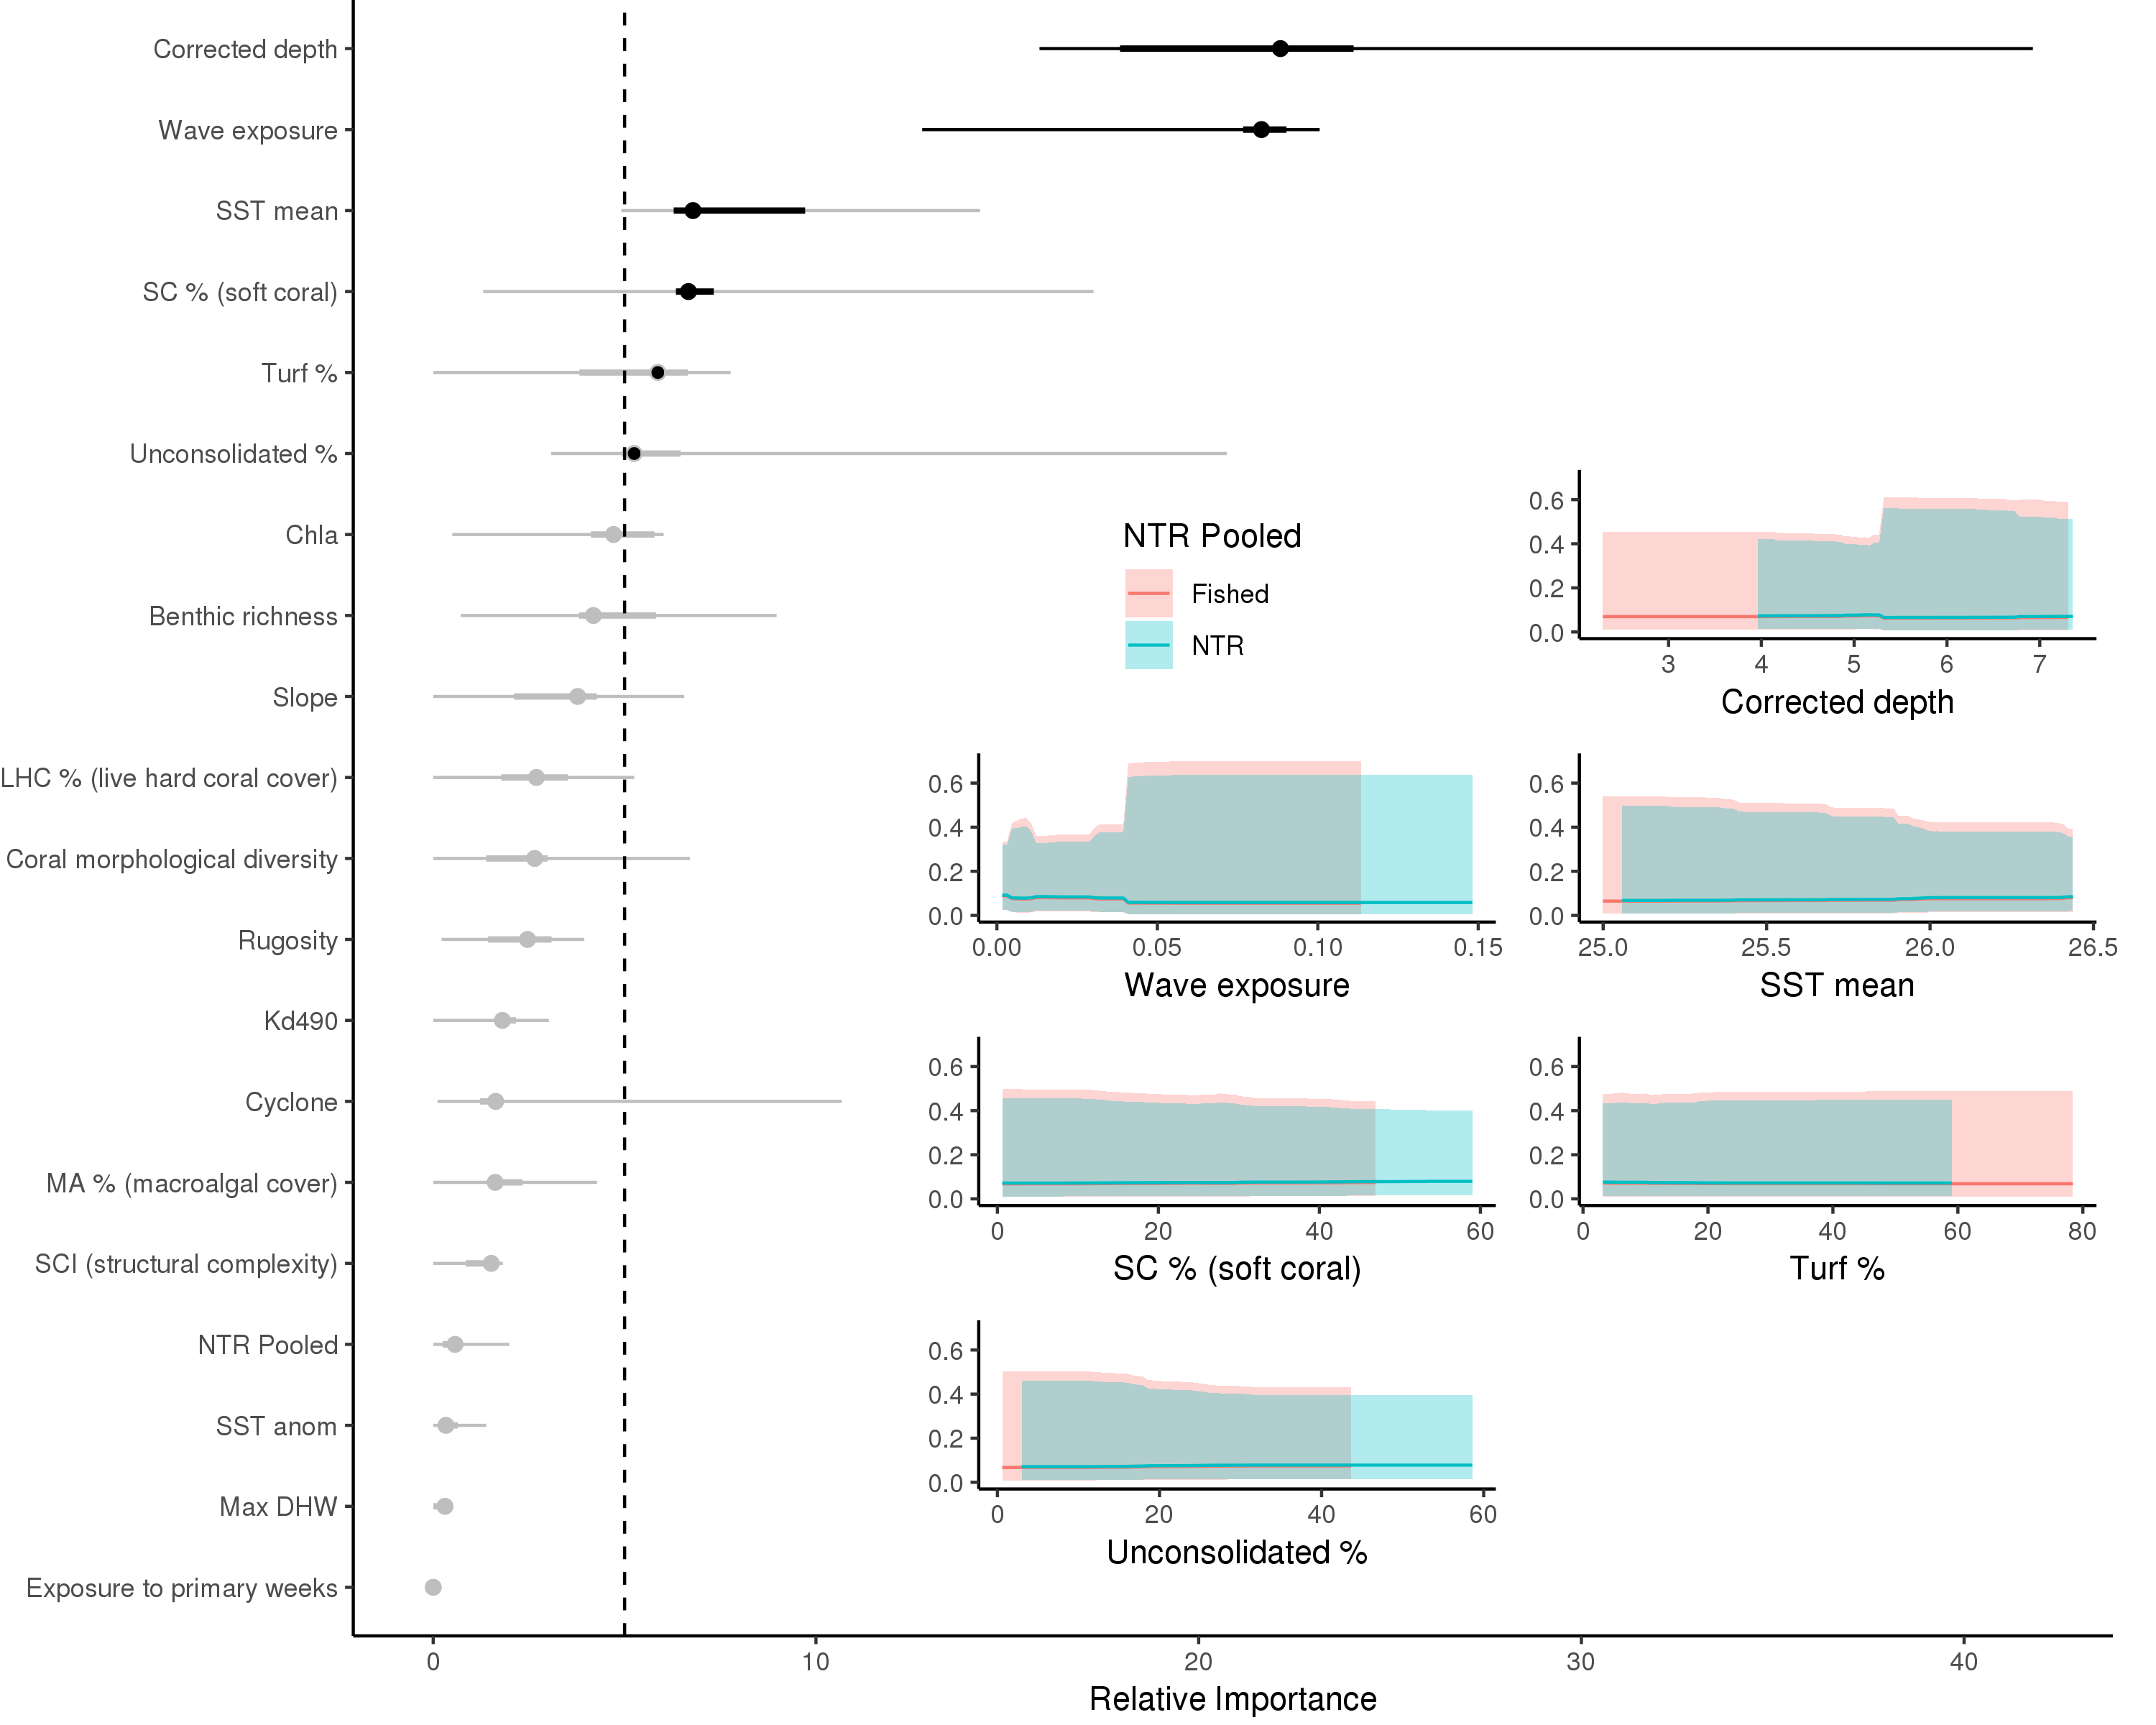 Corrected depth
Wave exposure
SST mean
SC % (soft coral)
Turf %
Unconsolidated %
Chla
Benthic richness
Slope
LHC % (live hard coral cover)
Coral morphological diversity
Rugosity
Kd490
Cyclone
MA % (macroalgal cover)
SCI (structural complexity)
NTR Pooled
SST anom
Max DHW
Exposure to primary weeks
0 10 20 30 40
Relative Importance
NTR Pooled
Fished
NTR
0.6
0.4
0.2
0.0
3 4 5 6 7
Corrected depth
0.6
0.4
0.2
0.0
0.00 0.05 0.10 0.15
Wave exposure
0.6
0.4
0.2
0.0
25.0 25.5 26.0 26.5
SST mean
0.6
0.4
0.2
0.0
0 20 40 60
SC % (soft coral)
0.6
0.4
0.2
0.0
0 20 40 60 80
Turf %
0.6
0.4
0.2
0.0
0 20 40 60
Unconsolidated %